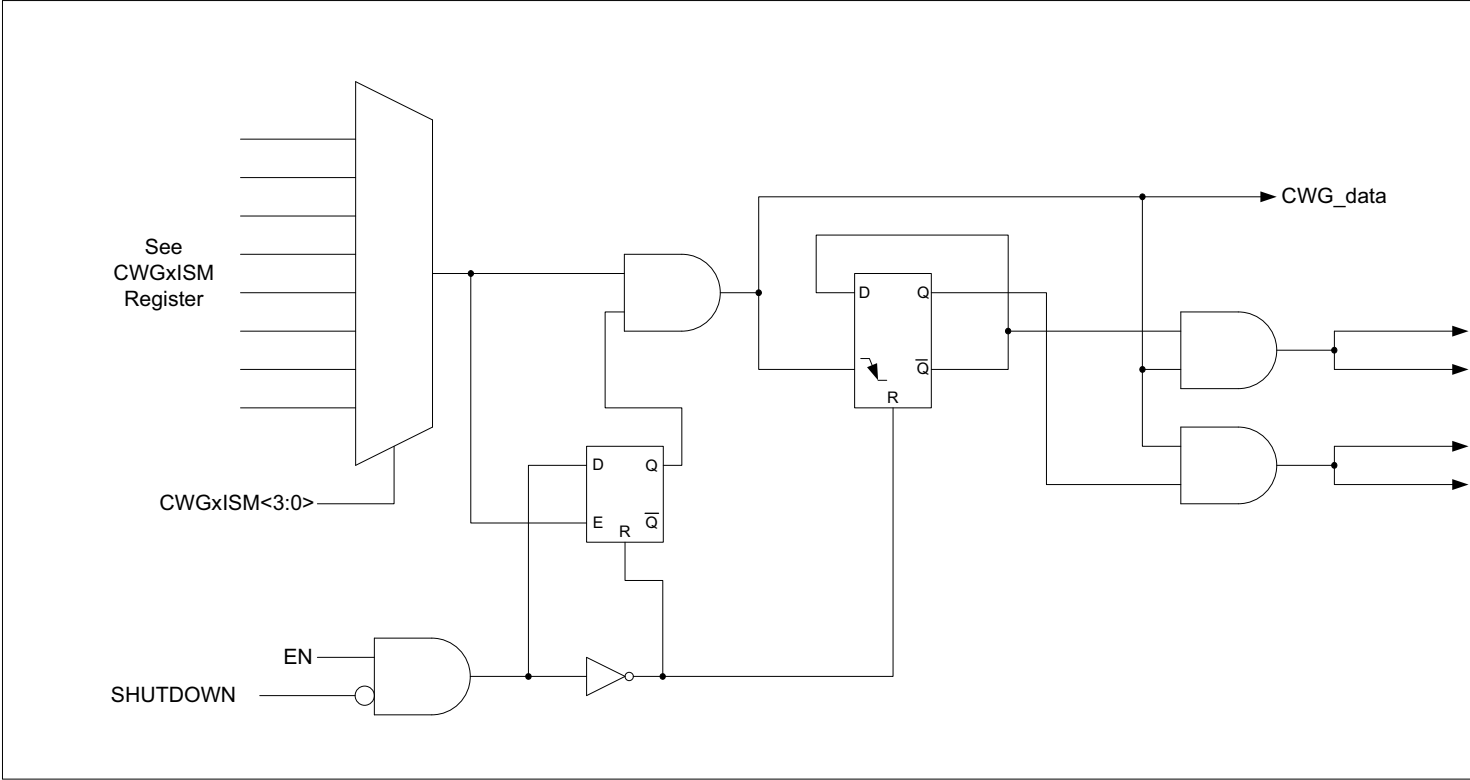 CWG_data
See
CWGxISM
Register
D
Q
Q̅
R
CWGxISM<3:0>
D
Q
E
Q̅
R
EN
SHUTDOWN